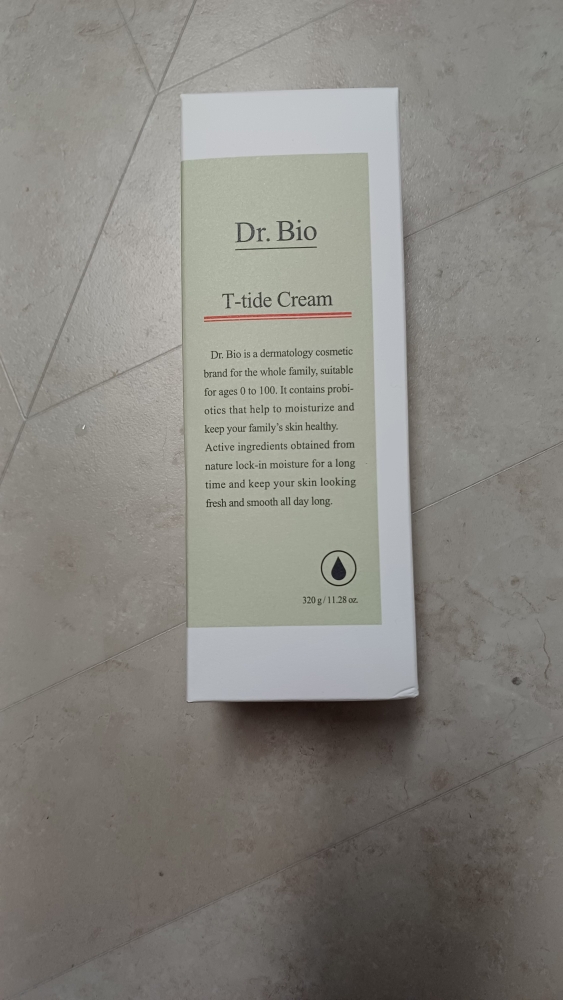 Dr. Bio
T-tide Cream
Dr. Bio is a dermatology cosmetic
brand for the whole family, suitable
for ages 0 to 100. It contains probi-
otics that help to moisturize and
keep your family's skin healthy.
Active ingredients obtained from
nature lock-in moisture for a long
time and keep your skin looking
fresh and smooth all day long.
320 g / 11.28 oz.